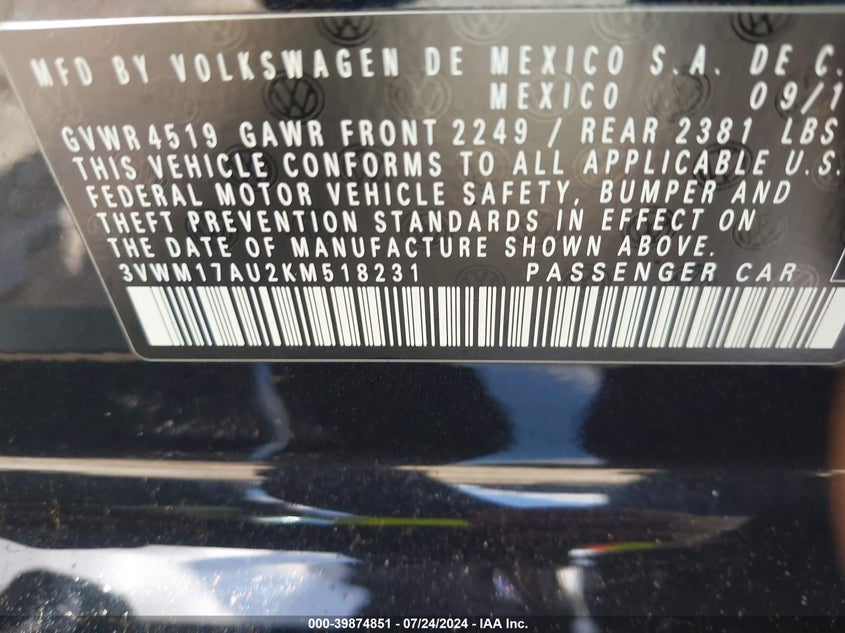 MFD BY VOLKSWAGEN DE MEXICO S.A. DE C.
MEXICO 09/1
GVWR 4519 GAWR FRONT 2249 / REAR 2381 LBS
THIS VEHICLE CONFORMS TO ALL APPLICABLE U.S.
FEDERAL MOTOR VEHICLE SAFETY, BUMPER AND
THEFT PREVENTION STANDARDS IN EFFECT ON
THE DATE OF MANUFACTURE SHOWN ABOVE.
3VWM17AU2KM518231 PASSENGER CAR
000-39874851 / 07/24/2024 - IAA Inc.